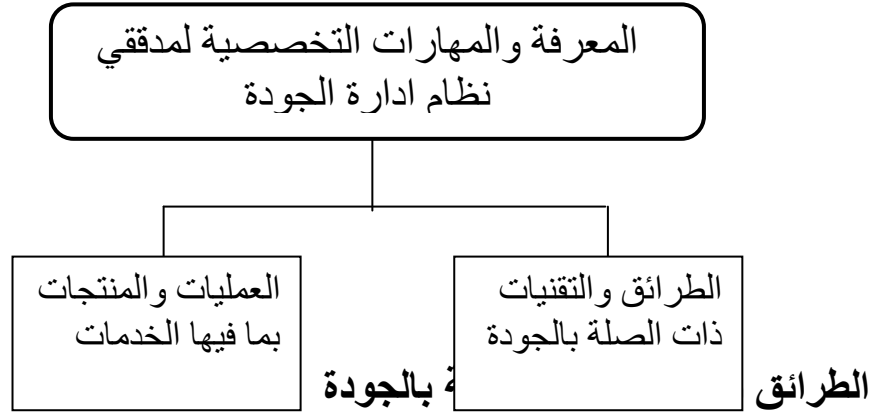 المعرفة والمهارات التخصصية لمدققي
نظام ادارة الجودة
الطرائق والتقنيات
ذات الصلة بالجودة
العمليات والمنتجات
بما فيها الخدمات
الطرائق بالجودة